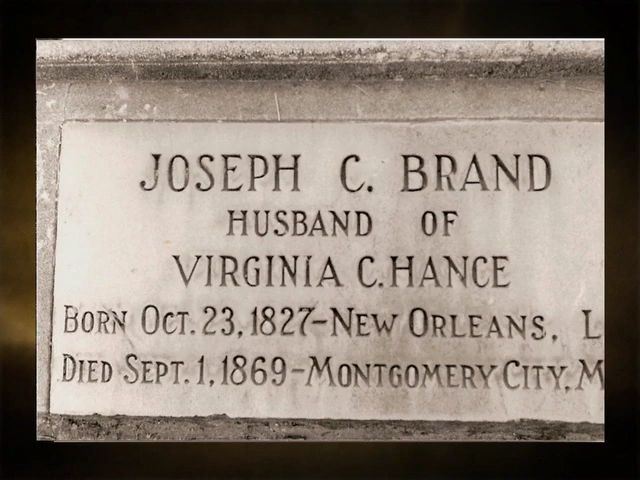 JOSEPH C. BRAND
HUSBAND OF
VIRGINIA C. HANCE
BORN OCT. 23, 1827-NEW ORLEANS, L
DIED SEPT. 1, 1869-MONTGOMERY CITY, M